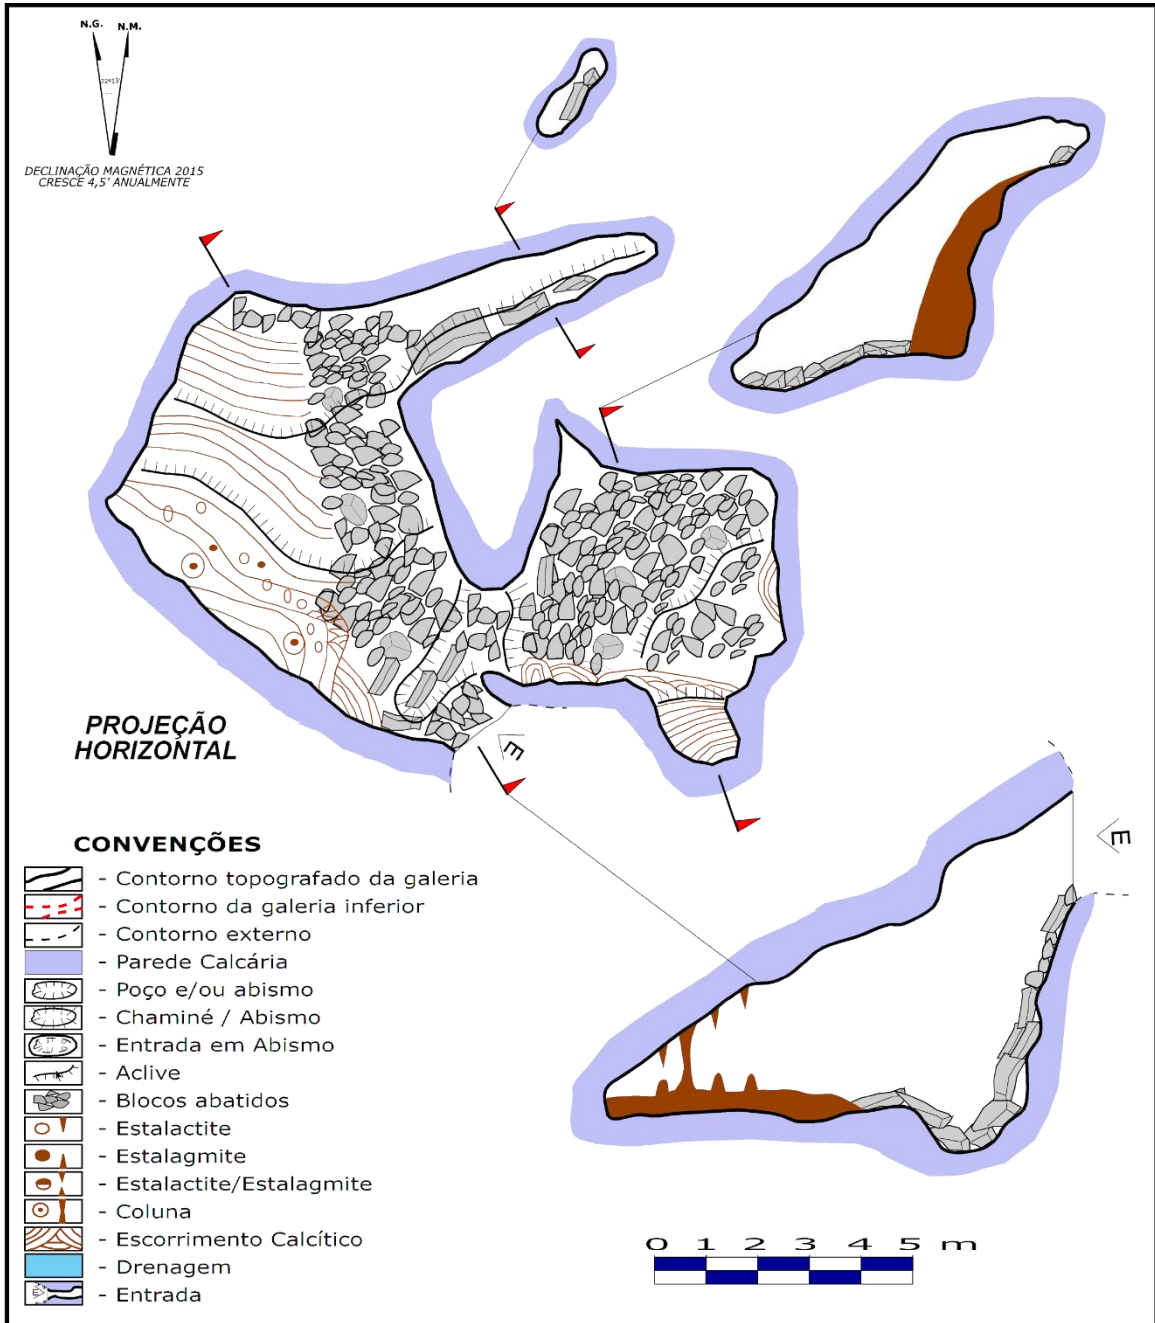 N.G. N.M.
22º13'
DECLINAÇÃO MAGNÉTICA 2015
CRESCE 4,5' ANUALMENTE
PROJEÇÃO
HORIZONTAL
E
E
CONVENÇÕES
- Contorno topografado da galeria
- Contorno da galeria inferior
- Contorno externo
- Parede Calcária
- Poço e/ou abismo
- Chaminé / Abismo
- Entrada em Abismo
- Aclive
- Blocos abatidos
- Estalactite
- Estalagmite
- Estalactite/Estalagmite
- Coluna
- Escorrimento Calcítico
- Drenagem
- Entrada
0 1 2 3 4 5 m